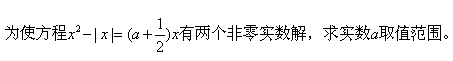 为使方程x²−|x|=(a+\frac{1}{2})x有两个非零实数解，求实数a取值范围。